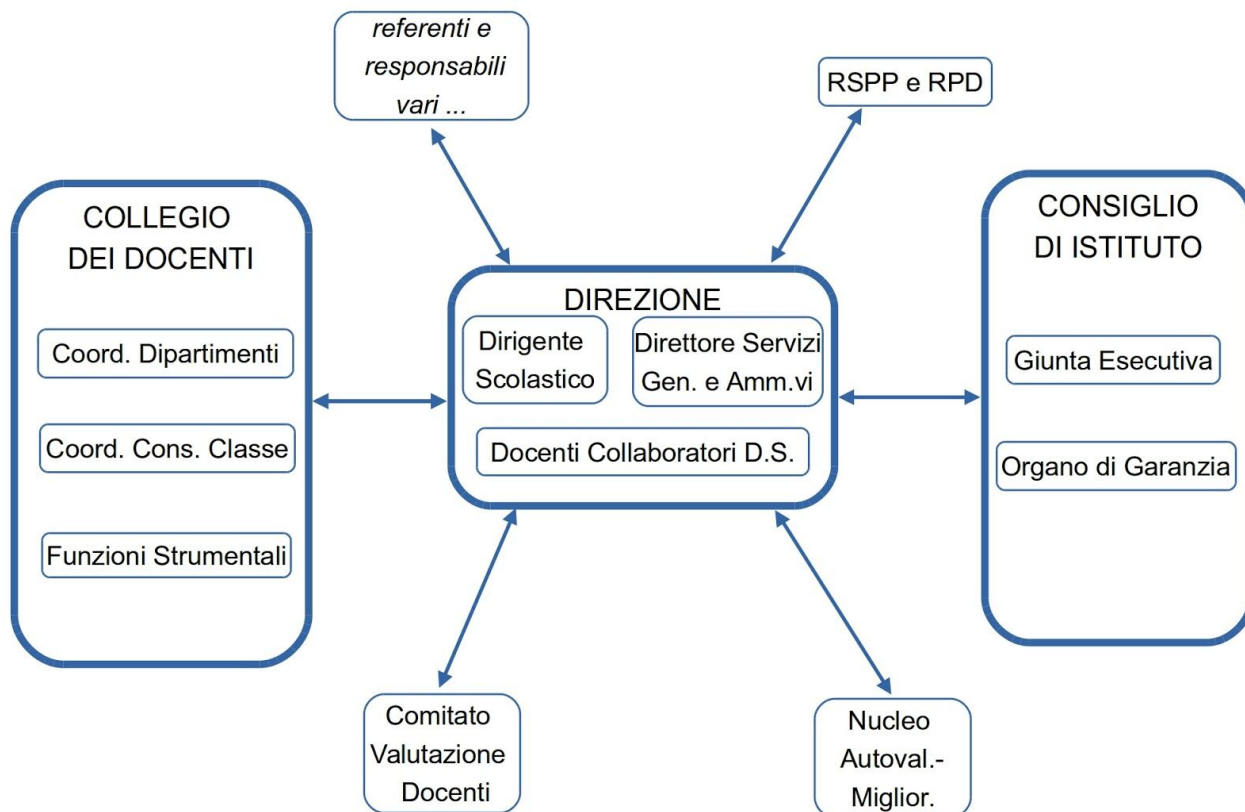 referenti e
responsabili
vari ...
RSPP e RPD
COLLEGIO
DEI DOCENTI
Coord. Dipartimenti
Coord. Cons. Classe
Funzioni Strumentali
DIREZIONE
Dirigente
Scolastico
Direttore Servizi
Gen. e Amm.vi
Docenti Collaboratori D.S.
CONSIGLIO
DI ISTITUTO
Giunta Esecutiva
Organo di Garanzia
Comitato
Valutazione
Docenti
Nucleo
Autoval.-
Miglior.